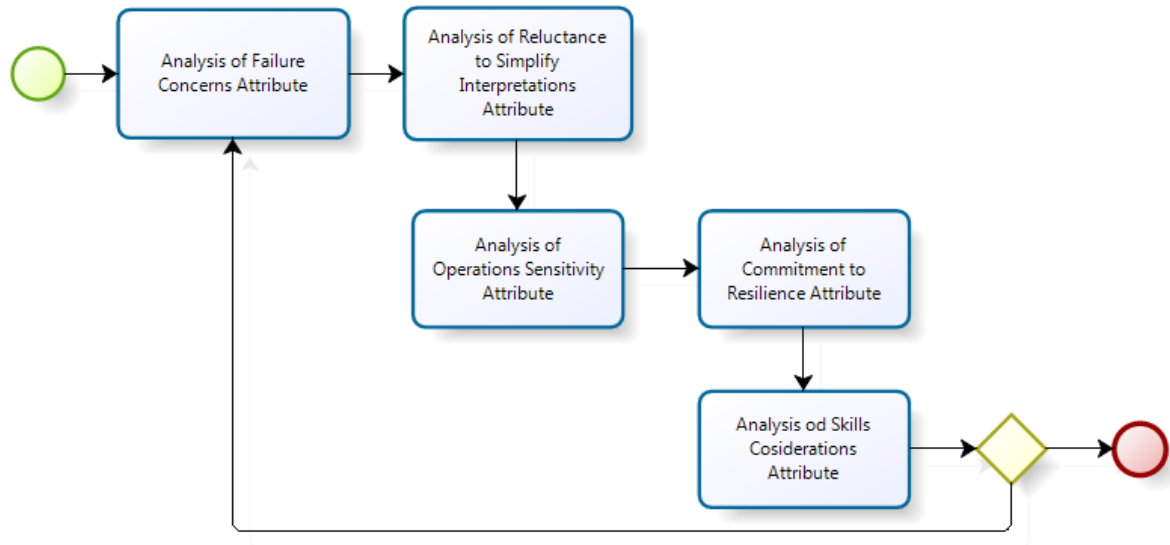 Analysis of Failure
Concerns Attribute
Analysis of Reluctance
to Simplify
Interpretations
Attribute
Analysis of
Operations Sensitivity
Attribute
Analysis of
Commitment to
Resilience Attribute
Analysis od Skills
Cosiderations
Attribute